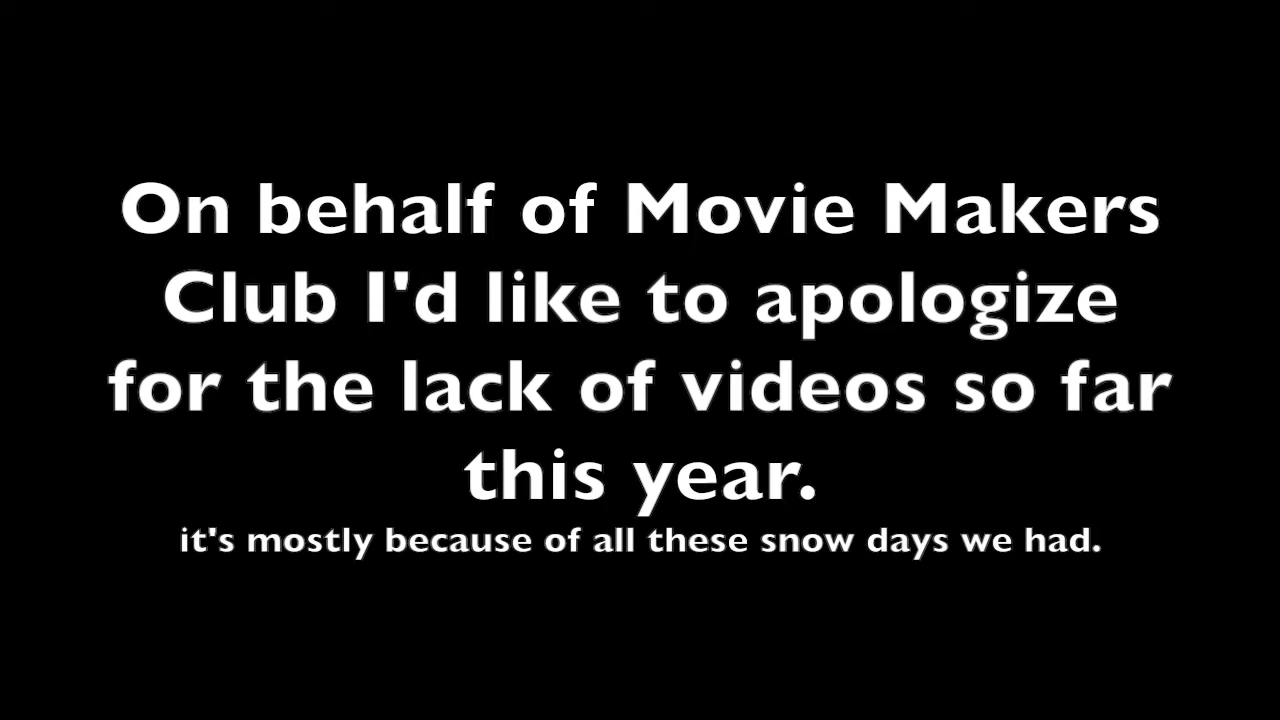 On behalf of Movie Makers
Club I'd like to apologize
for the lack of videos so far
this year.
it's mostly because of all these snow days we had.